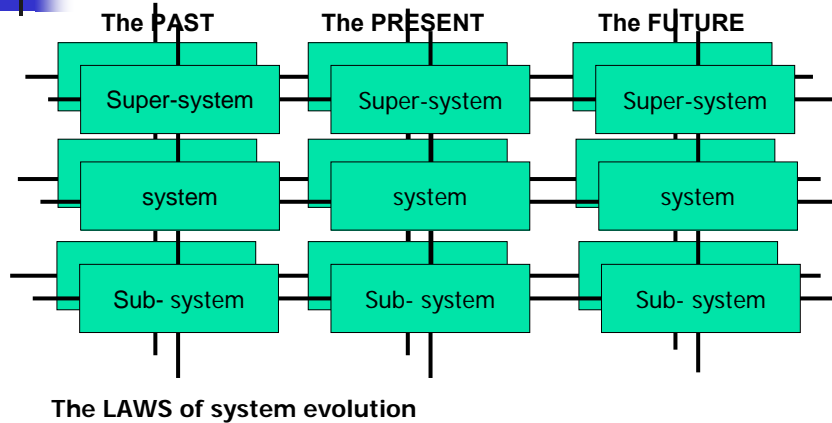 The PAST The PRESENT The FUTURE
Super-system Super-system Super-system
system system system
Sub- system Sub- system Sub- system
The LAWS of system evolution